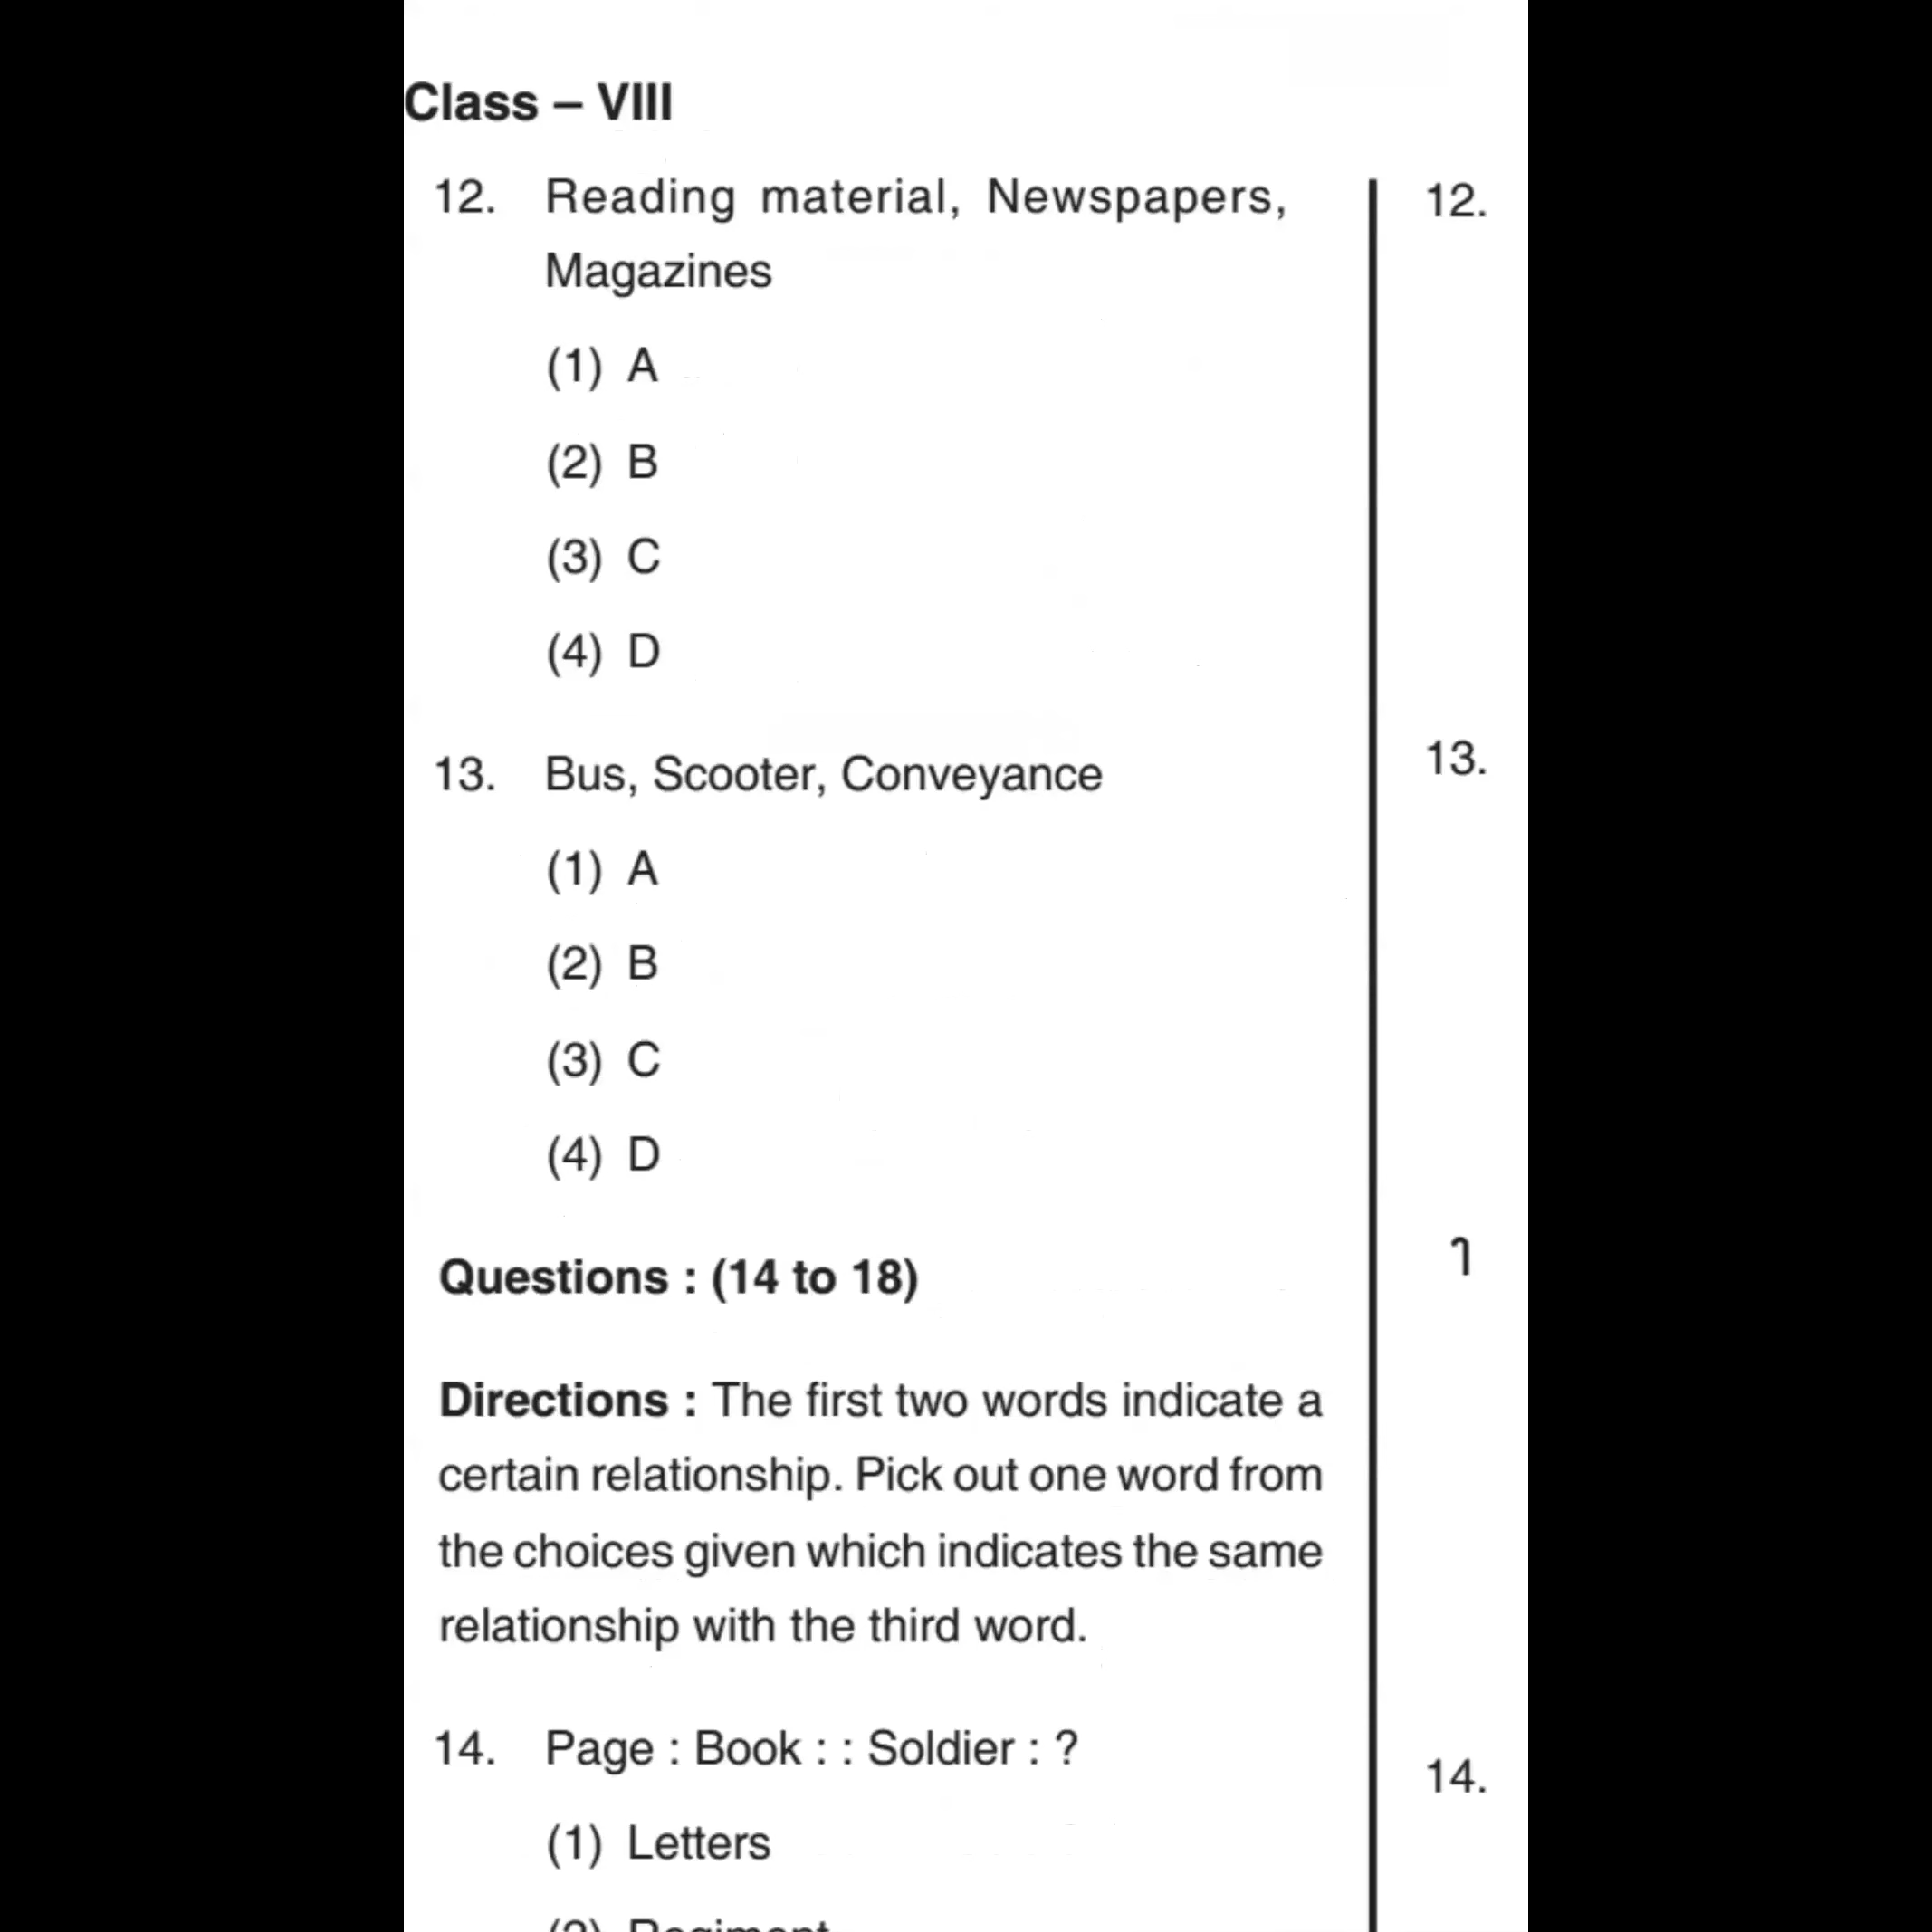 Class – VIII
12. Reading material, Newspapers,
Magazines
(1) A
(2) B
(3) C
(4) D
13. Bus, Scooter, Conveyance
(1) A
(2) B
(3) C
(4) D
Questions : (14 to 18)
Directions : The first two words indicate a
certain relationship. Pick out one word from
the choices given which indicates the same
relationship with the third word.
14. Page : Book : : Soldier : ?
(1) Letters
12.
13.
14.